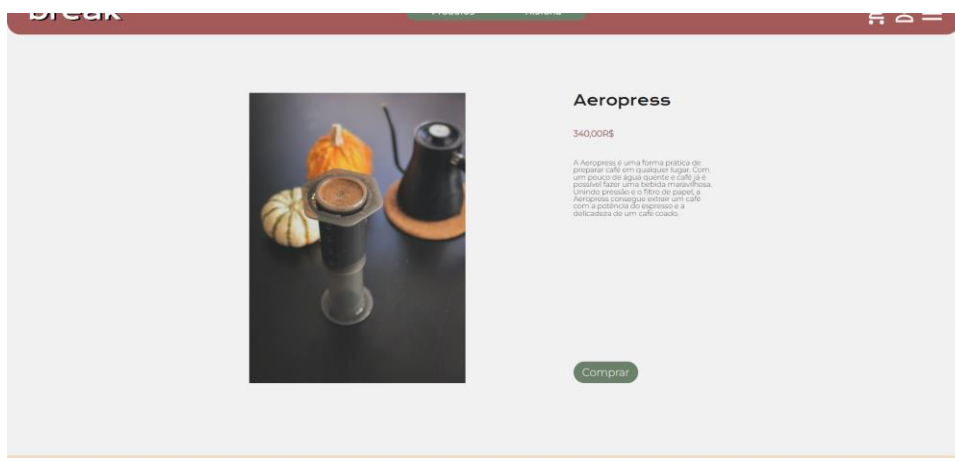 break
Produtos
História
Aeropress
340,00R$
A Aeropress é uma forma prática de
preparar café em qualquer lugar. Com
um pouco de água quente e café já é
possível fazer uma bebida maravilhosa.
Unindo pressão e o filtro de papel, a
Aeropress consegue extrair um café
com a potência do espresso e a
delicadeza de um café coado.
Comprar